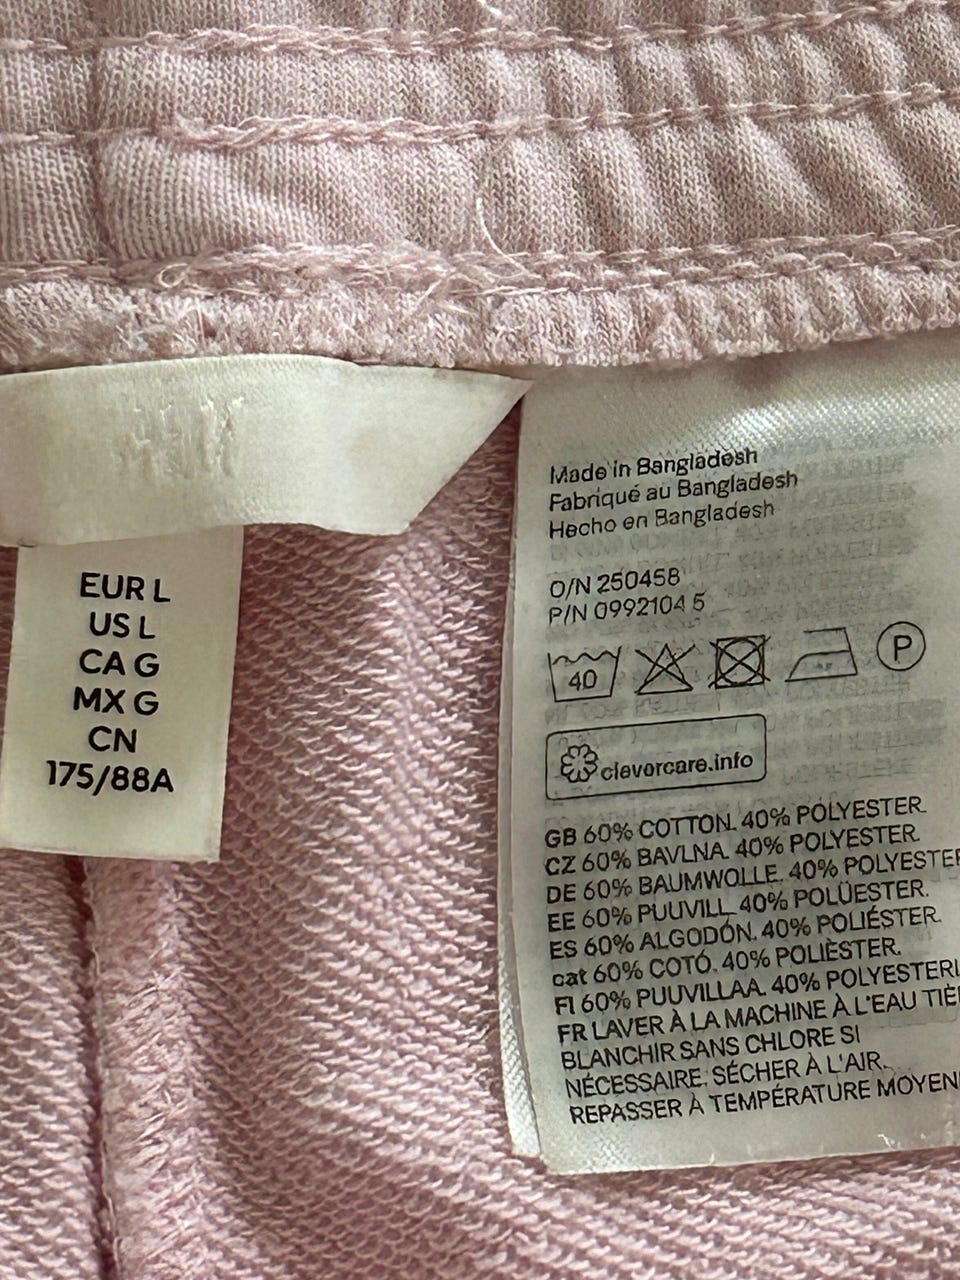 EUR L
US L
CA G
MX G
CN
175/88A
Made in Bangladesh
Fabriqué au Bangladesh
Hecho en Bangladesh
O/N 250458
P/N 0992104 5
40
P
clevercare.info
GB 60% COTTON. 40% POLYESTER.
CZ 60% BAVLNA. 40% POLYESTER.
DE 60% BAUMWOLLE. 40% POLYESTER
EE 60% PUUVILL. 40% POLÜESTER.
ES 60% ALGODÓN. 40% POLIÉSTER.
cat 60% COTÓ. 40% POLIÈSTER.
FI 60% PUUVILLAA. 40% POLYESTERI
FR LAVER À LA MACHINE À L'EAU TIÈ
BLANCHIR SANS CHLORE SI
NÉCESSAIRE. SÉCHER À L'AIR.
REPASSER À TEMPÉRATURE MOYEN